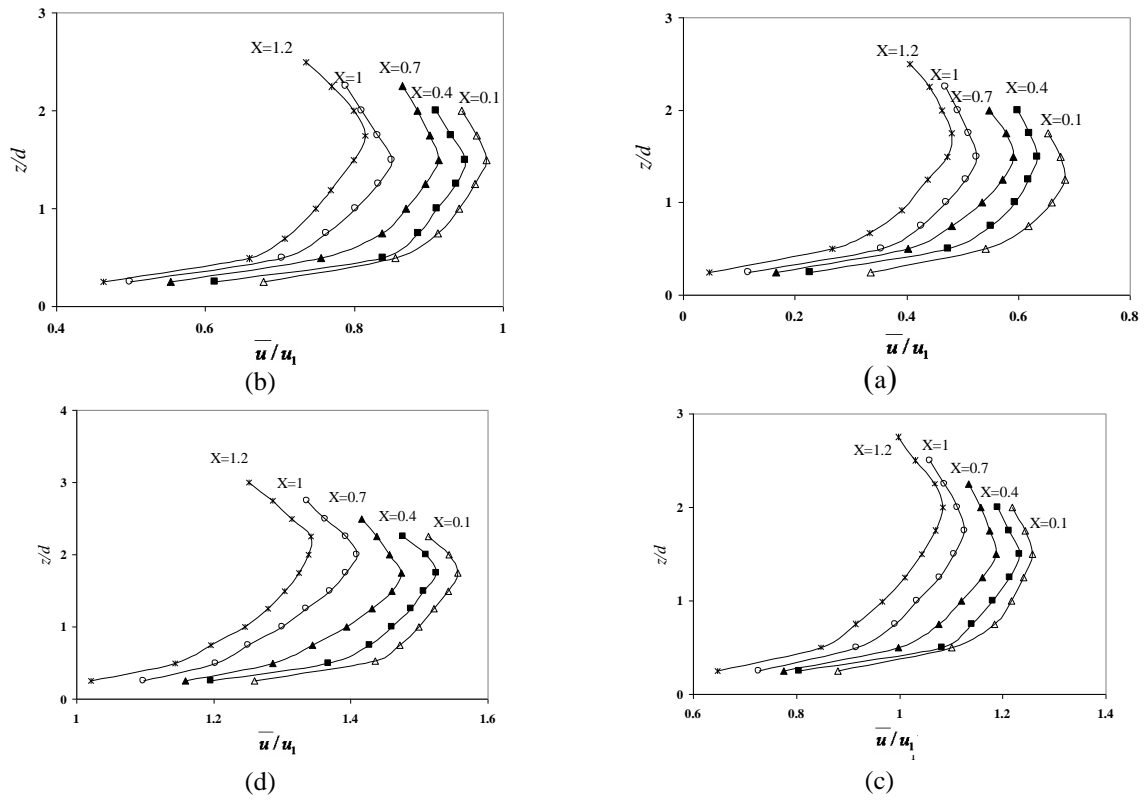 3
2
1
0
z/d
X=1.2
X=1
X=0.7
X=0.4
X=0.1
0.4 0.6 0.8 1
u̅ / u₁
(b)
3
2
1
0
z/d
X=1.2
X=1
X=0.7
X=0.4
X=0.1
0 0.2 0.4 0.6 0.8
u̅ / u₁
(a)
4
3
2
1
0
z/d
X=1.2
X=1
X=0.7
X=0.4
X=0.1
1 1.2 1.4 1.6
u̅ / u₁
(d)
3
2
1
0
z/d
X=1.2
X=1
X=0.7
X=0.4
X=0.1
0.6 0.8 1 1.2 1.4
u̅ / u₁
(c)